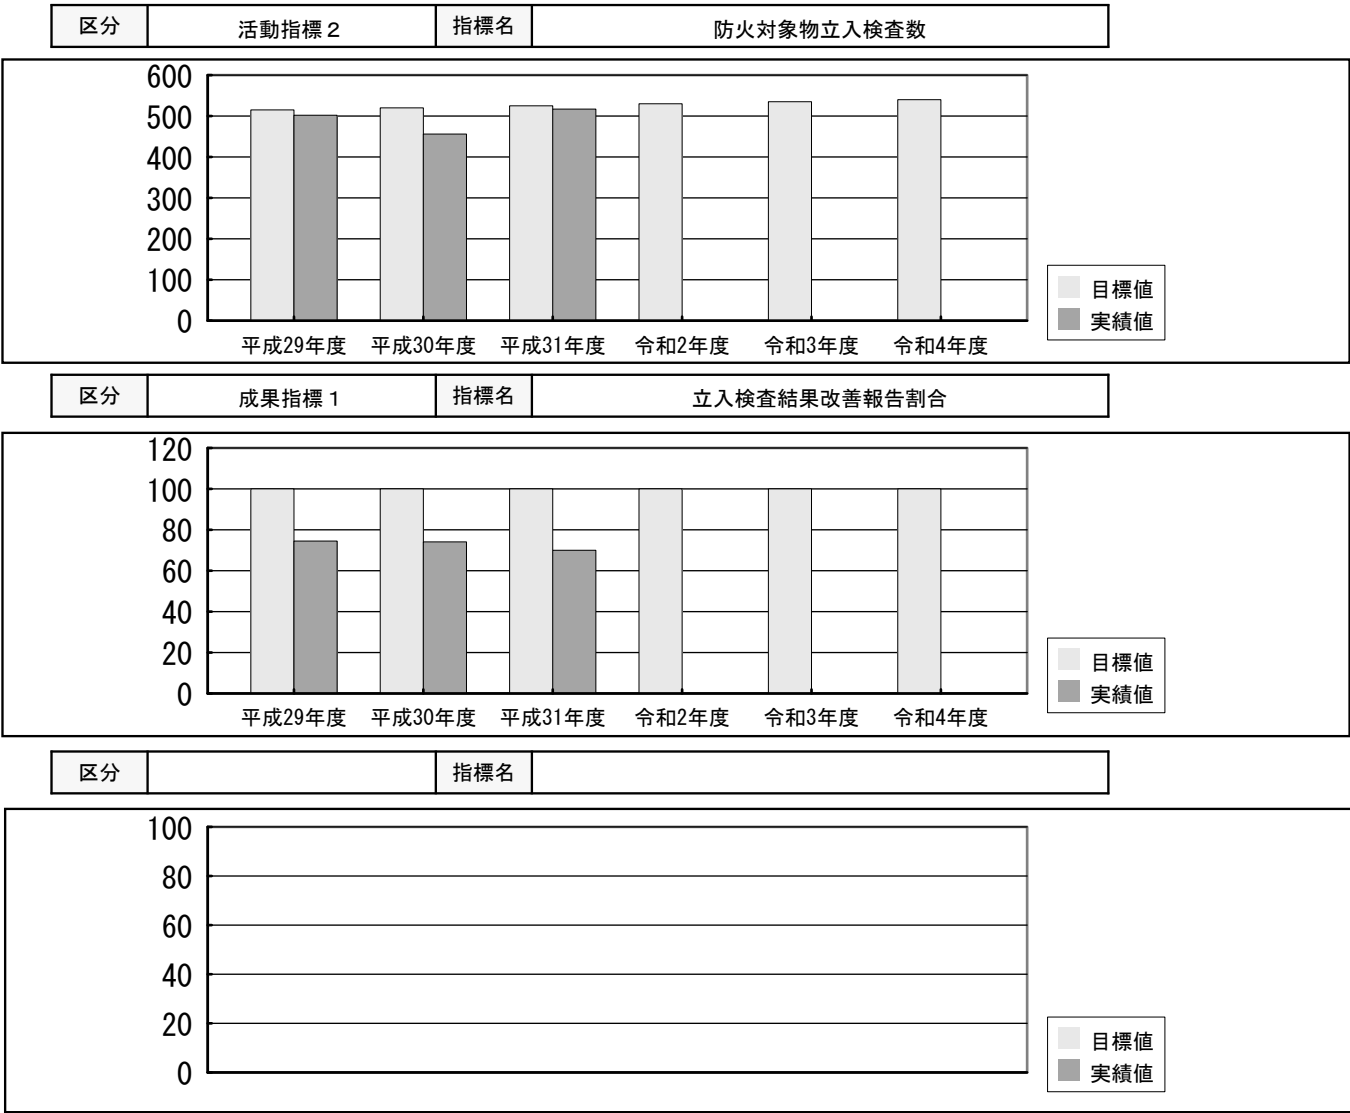 区分 活動指標２ 指標名 防火対象物立入検査数
600
500
400
300
200
100
0
平成29年度 平成30年度 平成31年度 令和2年度 令和3年度 令和4年度
目標値
実績値
区分 成果指標１ 指標名 立入検査結果改善報告割合
120
100
80
60
40
20
0
平成29年度 平成30年度 平成31年度 令和2年度 令和3年度 令和4年度
目標値
実績値
区分 指標名
100
80
60
40
20
0
目標値
実績値